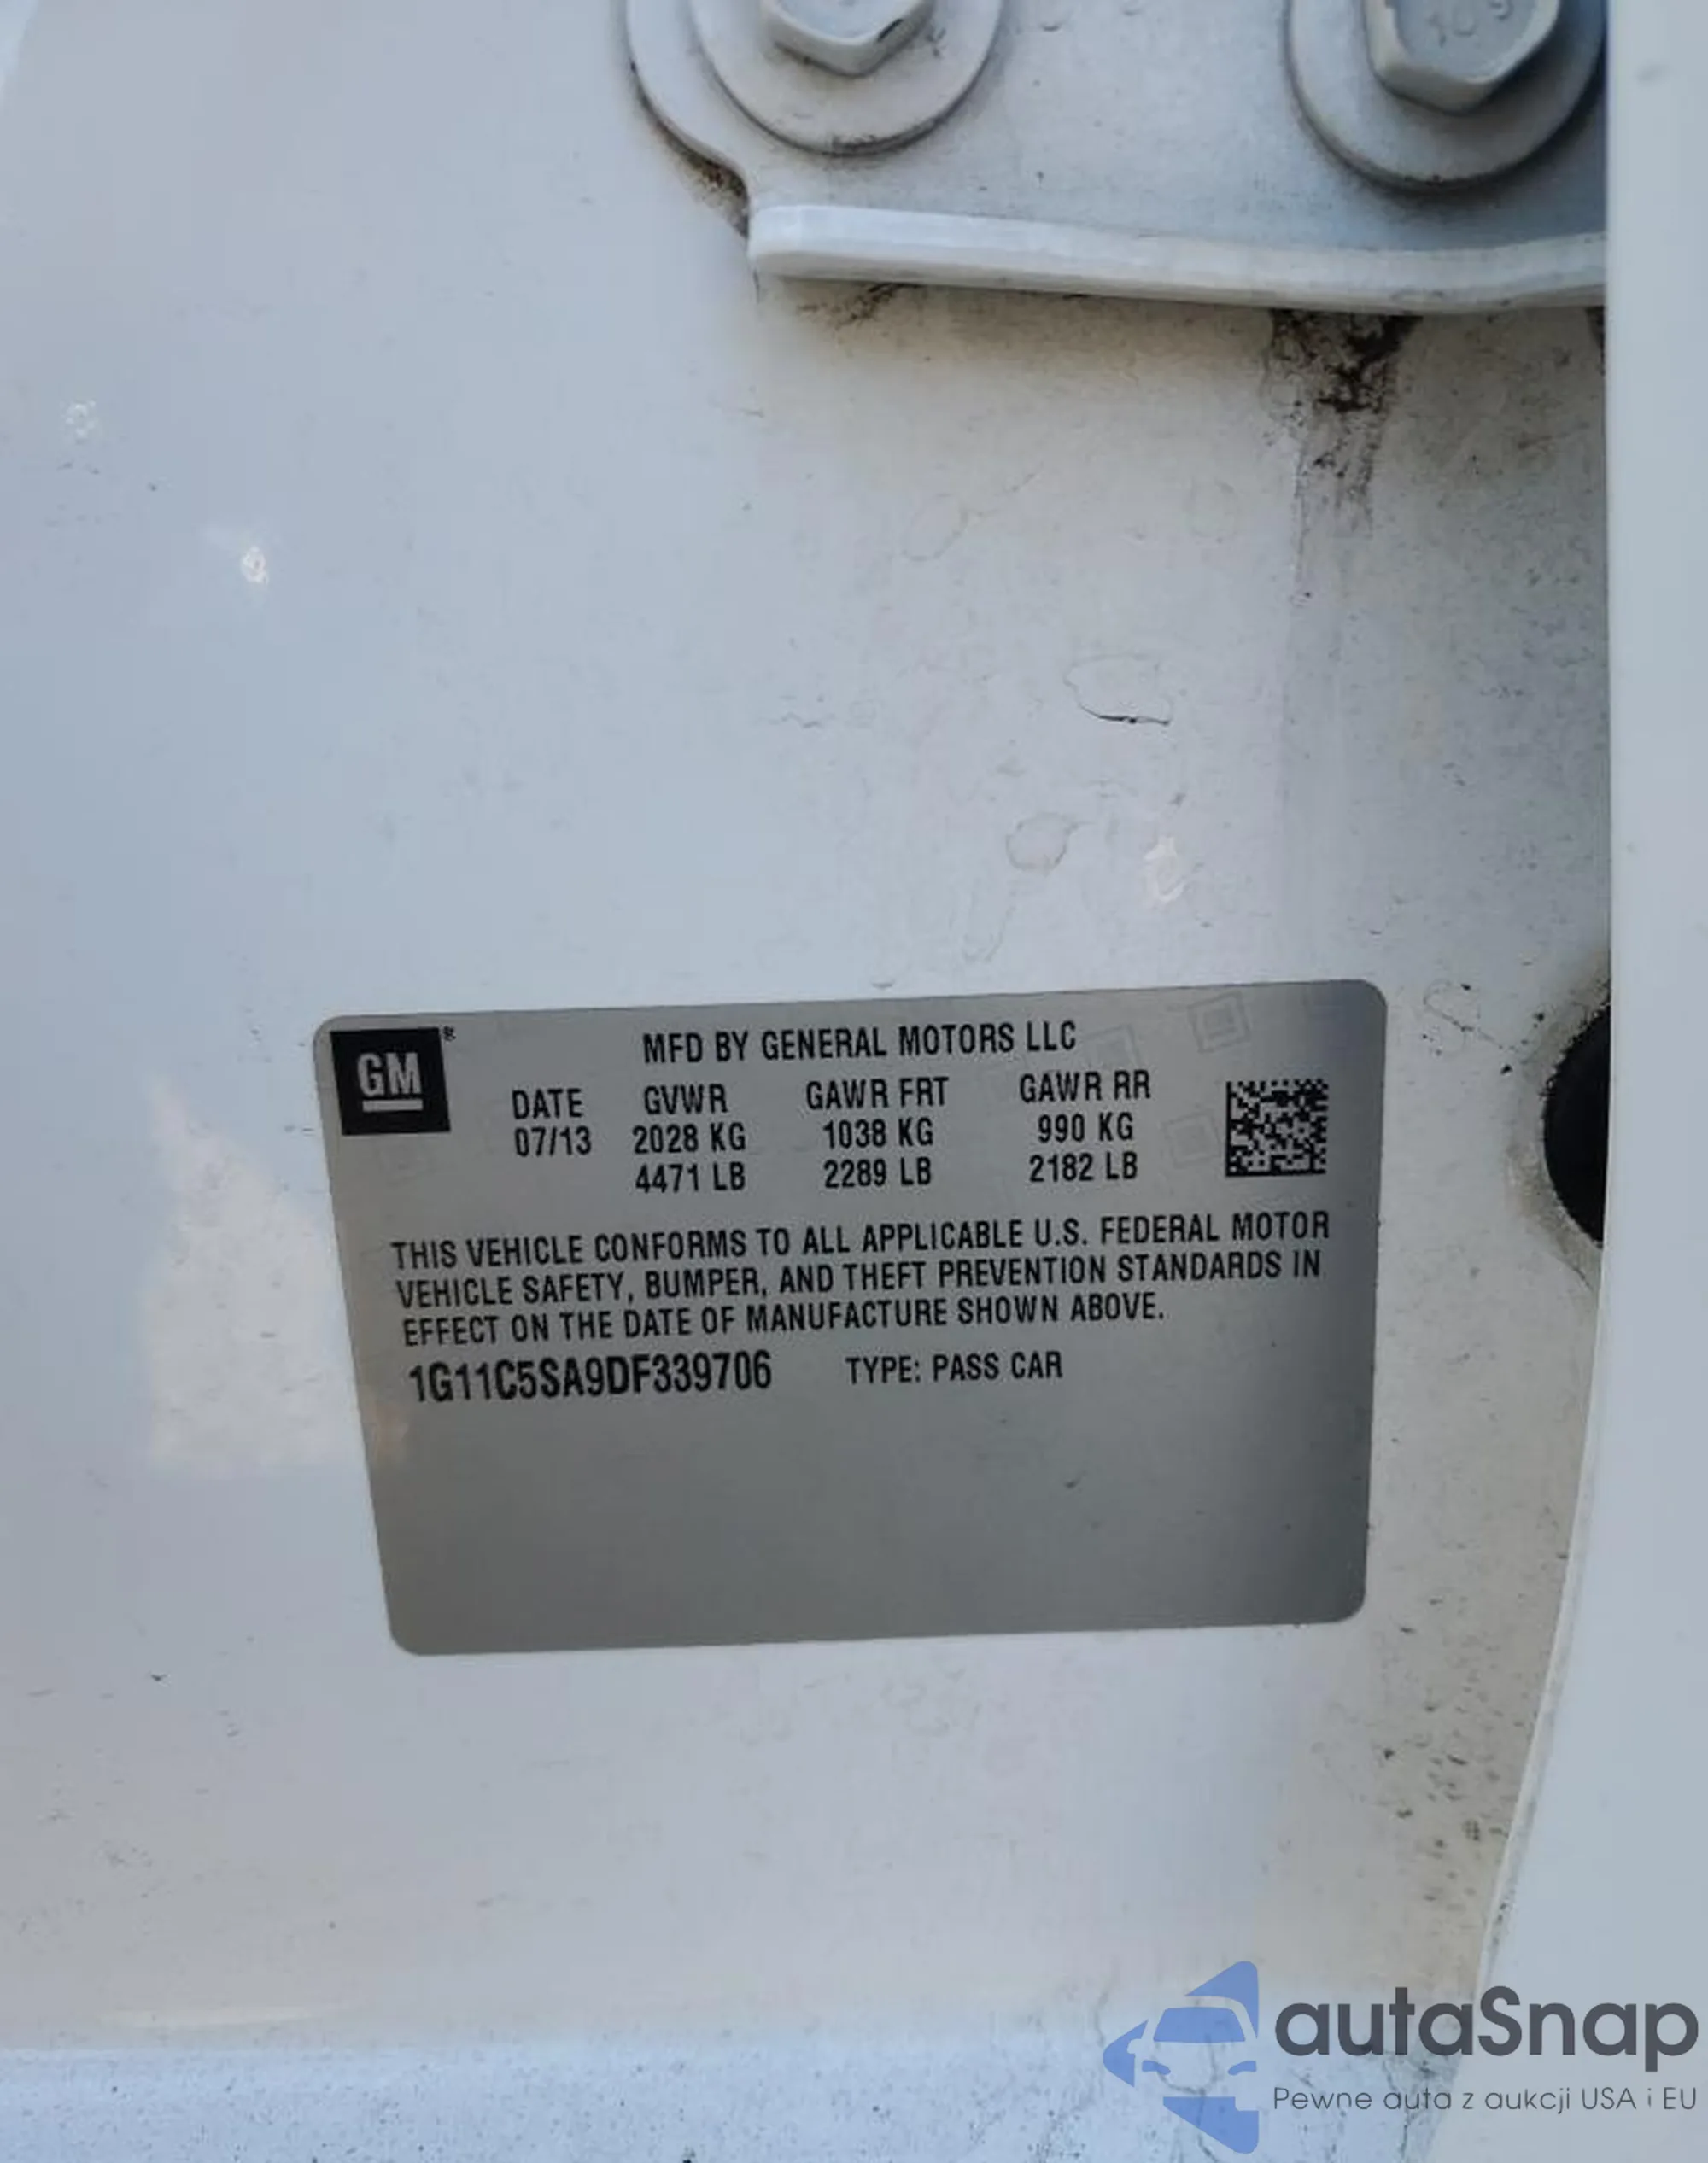 109
GM®
MFD BY GENERAL MOTORS LLC
DATE GVWR GAWR FRT GAWR RR
07/13 2028 KG 1038 KG 990 KG
4471 LB 2289 LB 2182 LB
THIS VEHICLE CONFORMS TO ALL APPLICABLE U.S. FEDERAL MOTOR
VEHICLE SAFETY, BUMPER, AND THEFT PREVENTION STANDARDS IN
EFFECT ON THE DATE OF MANUFACTURE SHOWN ABOVE.
1G11C5SA9DF339706 TYPE: PASS CAR
autaSnap
Pewne auta z aukcji USA i EU